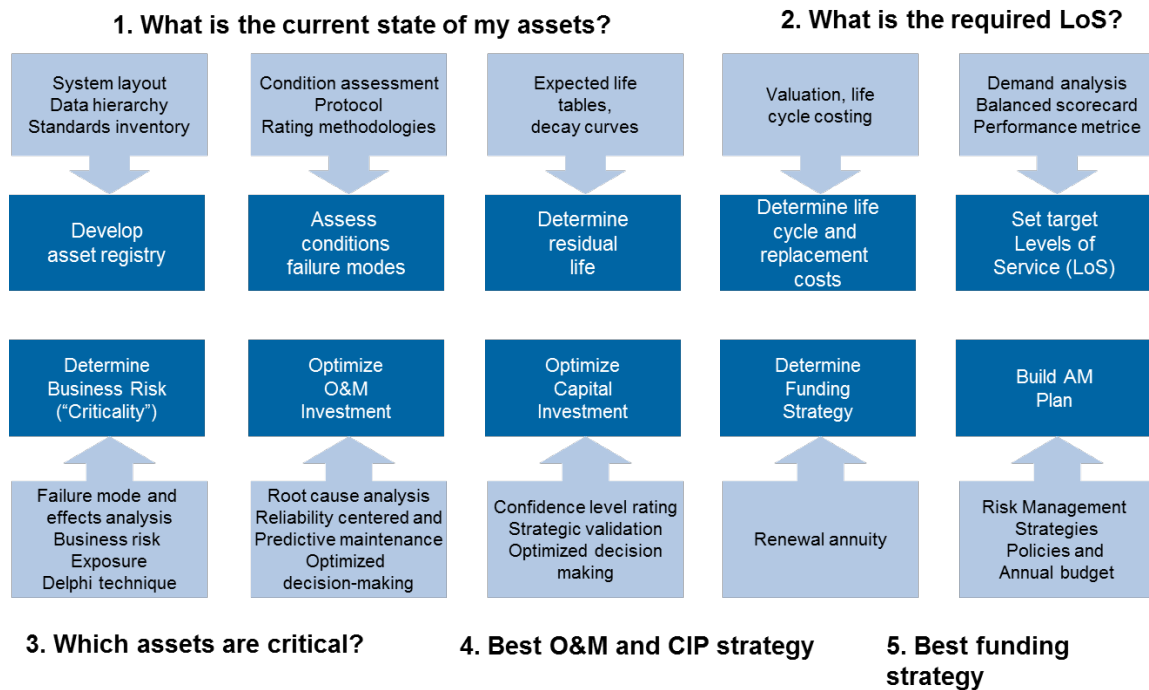 1. What is the current state of my assets?
2. What is the required LoS?
System layout
Data hierarchy
Standards inventory
Condition assessment
Protocol
Rating methodologies
Expected life
tables,
decay curves
Valuation, life
cycle costing
Demand analysis
Balanced scorecard
Performance metrice
Develop
asset registry
Assess
conditions
failure modes
Determine
residual
life
Determine life
cycle and
replacement
costs
Set target
Levels of
Service (LoS)
Determine
Business Risk
(“Criticality”)
Optimize
O&M
Investment
Optimize
Capital
Investment
Determine
Funding
Strategy
Build AM
Plan
Failure mode and
effects analysis
Business risk
Exposure
Delphi technique
Root cause analysis
Reliability centered and
Predictive maintenance
Optimized
decision-making
Confidence level rating
Strategic validation
Optimized decision
making
Renewal annuity
Risk Management
Strategies
Policies and
Annual budget
3. Which assets are critical?
4. Best O&M and CIP strategy
5. Best funding
strategy